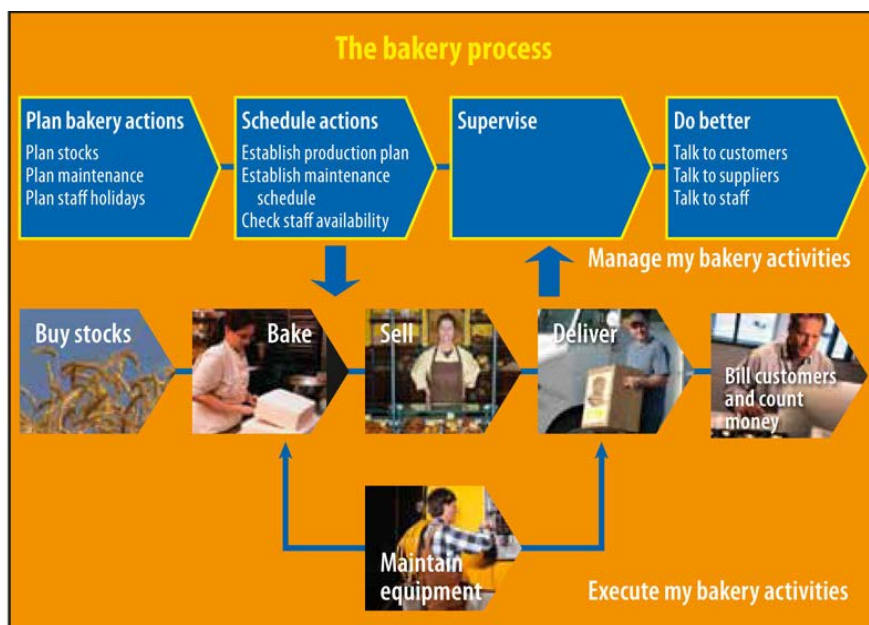 The bakery process
Plan bakery actions
Plan stocks
Plan maintenance
Plan staff holidays
Schedule actions
Establish production plan
Establish maintenance
schedule
Check staff availability
Supervise
Do better
Talk to customers
Talk to suppliers
Talk to staff
Manage my bakery activities
Buy stocks
Bake
Sell
Deliver
Bill customers
and count
money
Maintain
equipment
Execute my bakery activities